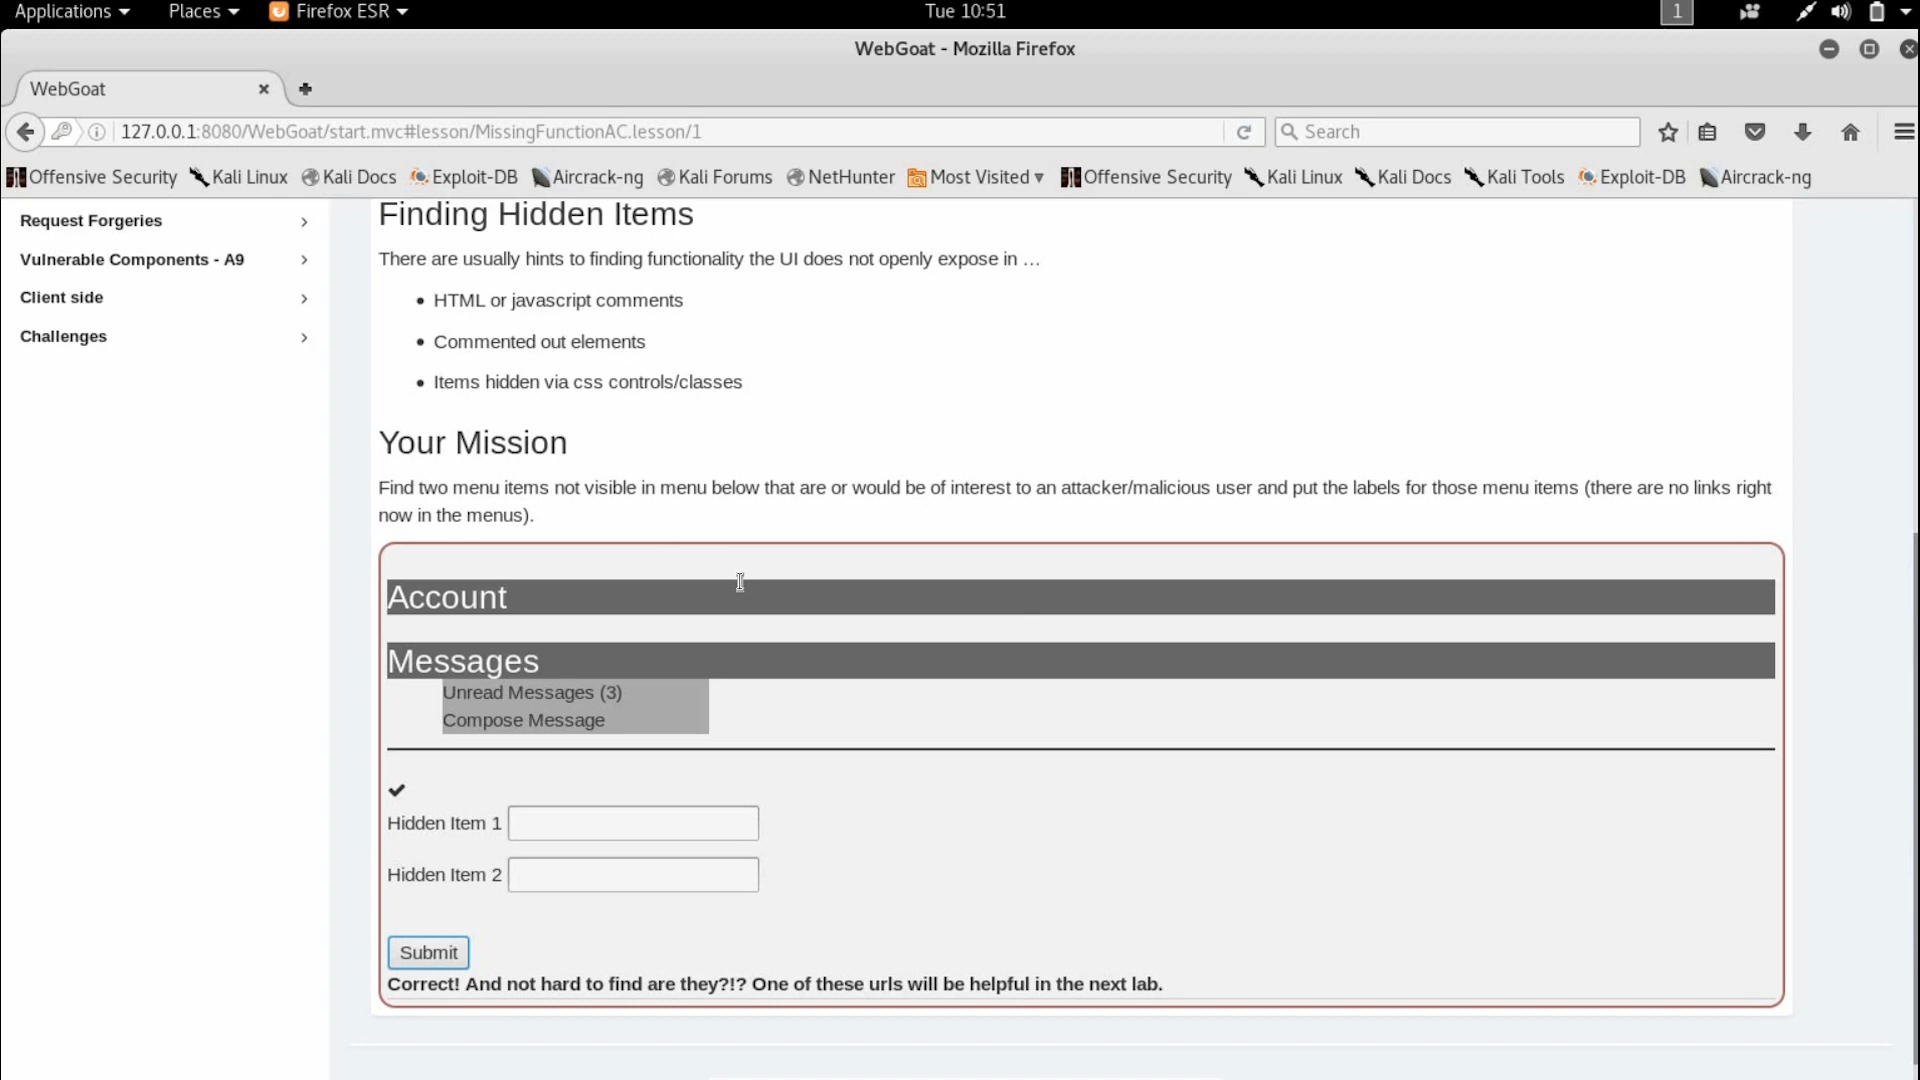 Applications Places Firefox ESR Tue 10:51 1
WebGoat - Mozilla Firefox
WebGoat
127.0.0.1:8080/WebGoat/start.mvc#lesson/MissingFunctionAC.lesson/1 Search
Offensive Security Kali Linux Kali Docs Exploit-DB Aircrack-ng Kali Forums NetHunter Most Visited Offensive Security Kali Linux Kali Docs Kali Tools Exploit-DB Aircrack-ng
Request Forgeries
Vulnerable Components - A9
Client side
Challenges
Finding Hidden Items
There are usually hints to finding functionality the UI does not openly expose in …
• HTML or javascript comments
• Commented out elements
• Items hidden via css controls/classes
Your Mission
Find two menu items not visible in menu below that are or would be of interest to an attacker/malicious user and put the labels for those menu items (there are no links right
now in the menus).
Account
Messages
Unread Messages (3)
Compose Message
Hidden Item 1
Hidden Item 2
Submit
Correct! And not hard to find are they?!? One of these urls will be helpful in the next lab.